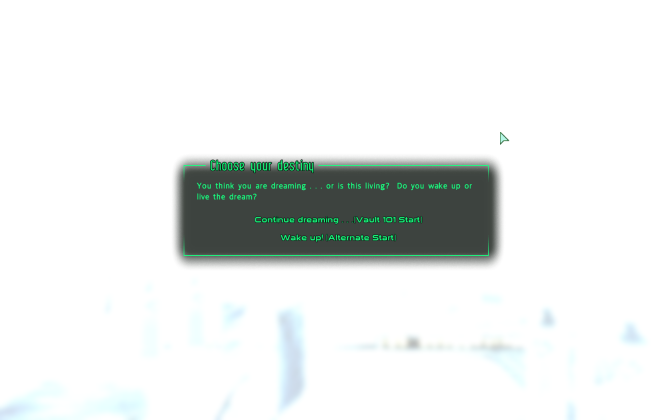 Choose your destiny
You think you are dreaming . . . or is this living? Do you wake up or
live the dream?
Continue dreaming... (Vault 101 Start)
Wake up! (Alternate Start)